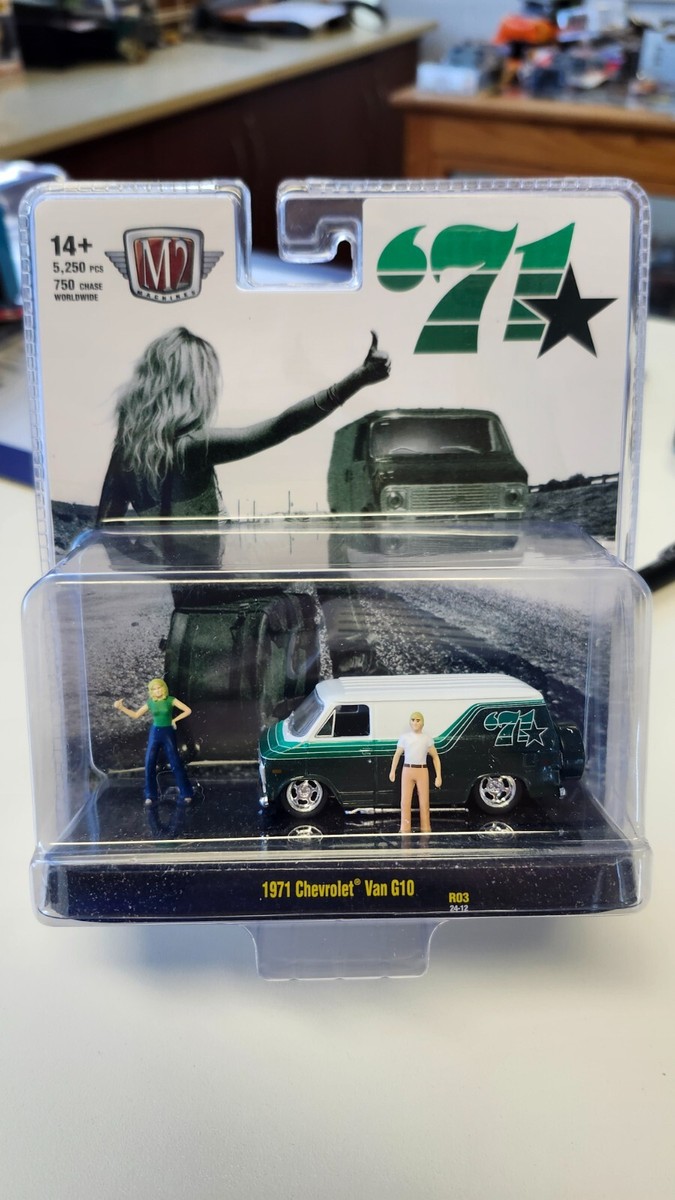 14+
5,250 PCS
750 CHASE
WORLDWIDE
M2
MACHINES
'71
'71
1971 Chevrolet® Van G10
R03
24-12